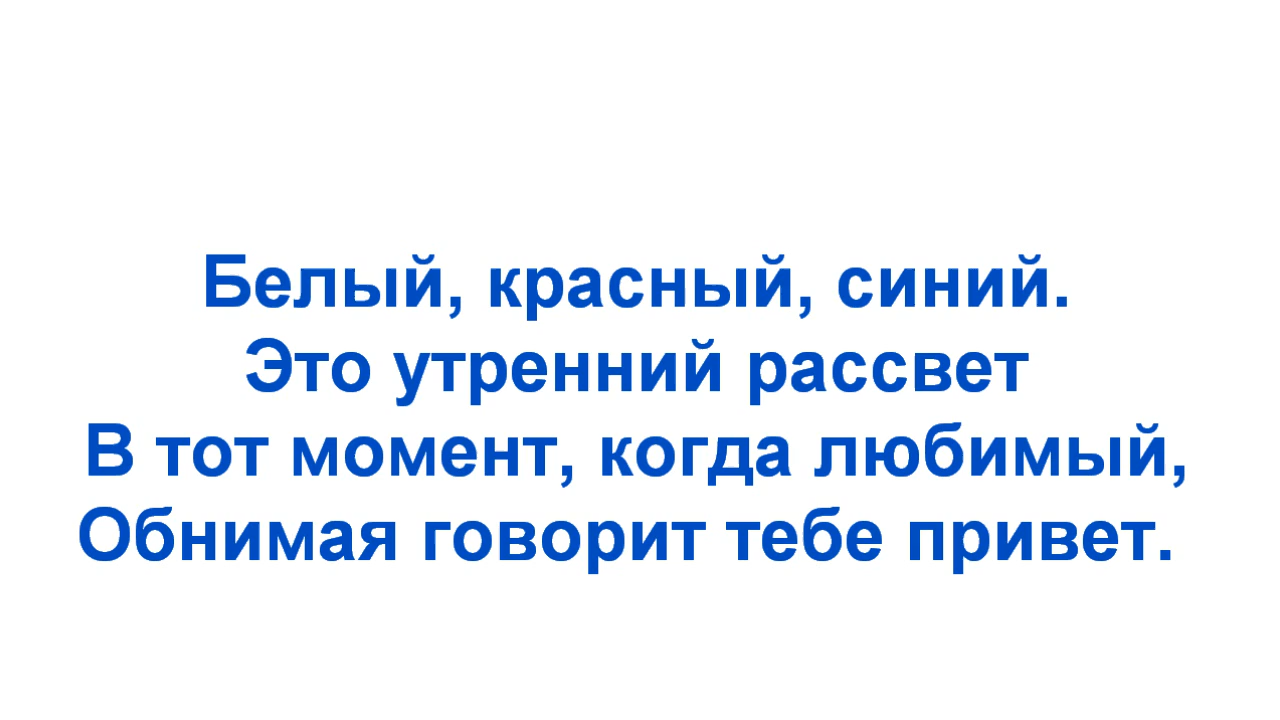 Белый, красный, синий.
Это утренний рассвет
В тот момент, когда любимый,
Обнимая говорит тебе привет.